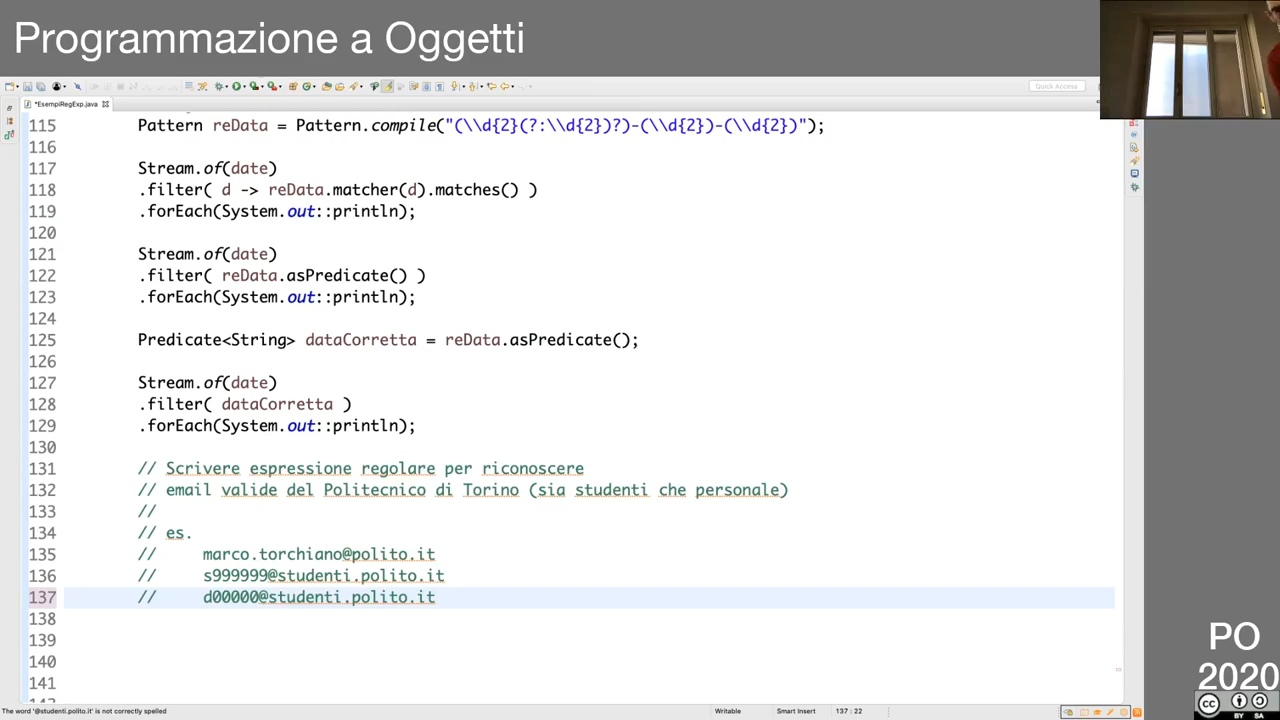 Programmazione a Oggetti
Quick Access
*EsempiRegExp.java
115 Pattern reData = Pattern.compile("(\\d{2}(?:\\d{2})?)-(\\d{2})-(\\d{2})");
116
117 Stream.of(date)
118 .filter( d -> reData.matcher(d).matches() )
119 .forEach(System.out::println);
120
121 Stream.of(date)
122 .filter( reData.asPredicate() )
123 .forEach(System.out::println);
124
125 Predicate<String> dataCorretta = reData.asPredicate();
126
127 Stream.of(date)
128 .filter( dataCorretta )
129 .forEach(System.out::println);
130
131 // Scrivere espressione regolare per riconoscere
132 // email valide del Politecnico di Torino (sia studenti che personale)
133 //
134 // es.
135 // marco.torchiano@polito.it
136 // s999999@studenti.polito.it
137 // d00000@studenti.polito.it
138
139
140
141
PO
2020
The word '@studenti.polito.it' is not correctly spelled
Writable
Smart Insert
137 : 22
CC
BY SA